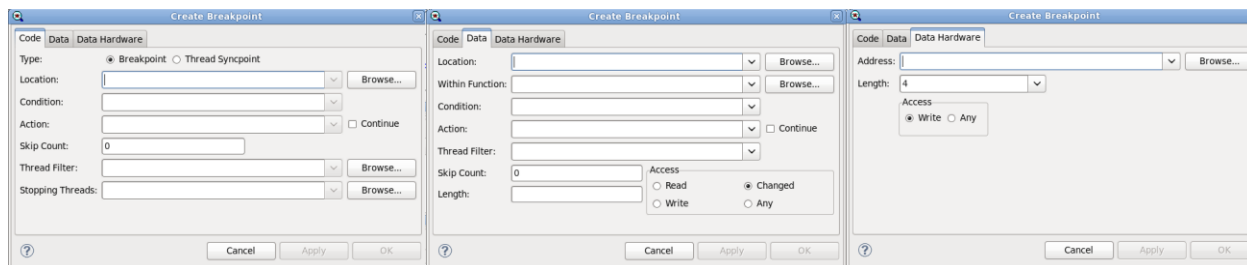 Create Breakpoint
Code Data Data Hardware
Type: Breakpoint Thread Syncpoint
Location: Browse...
Condition:
Action: Continue
Skip Count: 0
Thread Filter: Browse...
Stopping Threads: Browse...
? Cancel Apply OK
Create Breakpoint
Code Data Data Hardware
Location: Browse...
Within Function: Browse...
Condition:
Action: Continue
Thread Filter:
Skip Count: 0
Access
Read Changed
Length:
Write Any
? Cancel Apply OK
Create Breakpoint
Code Data Data Hardware
Address: Browse...
Length: 4
Access
Write Any
? Cancel Apply OK